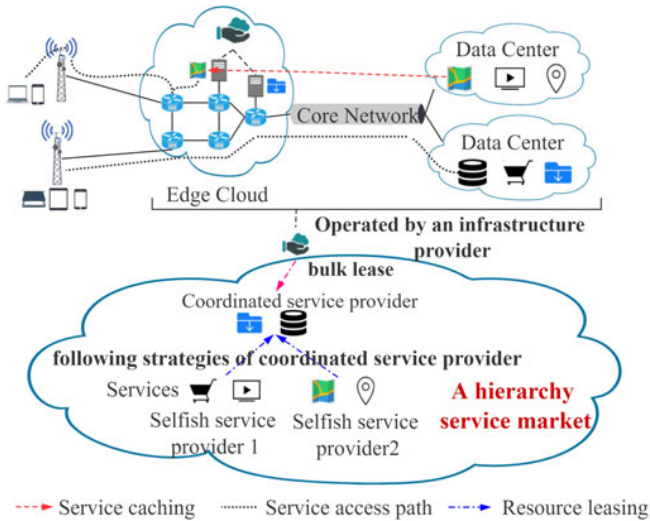 Data Center
Core Network
Data Center
Edge Cloud
Operated by an infrastructure
provider
bulk lease
Coordinated service provider
following strategies of coordinated service provider
Services
Selfish service
provider 1
Selfish service
provider2
A hierarchy
service market
Service caching
Service access path
Resource leasing